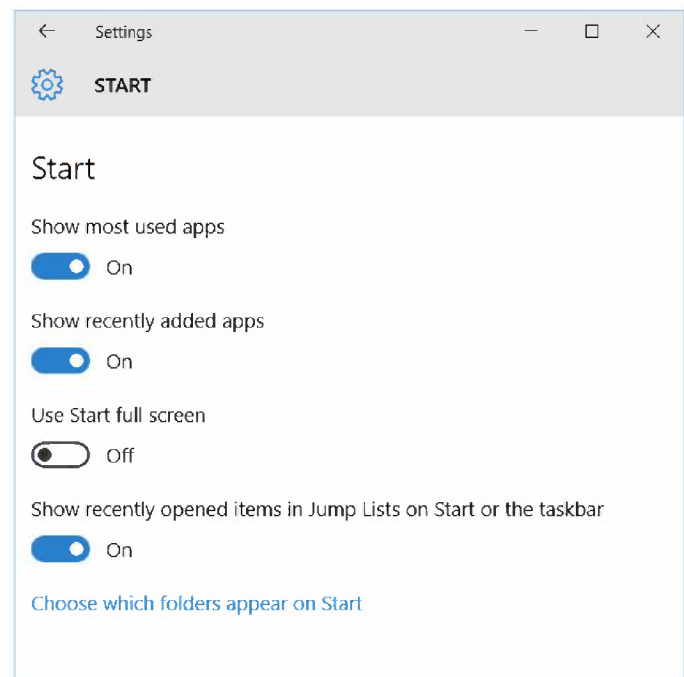 Settings
START
Start
Show most used apps
On
Show recently added apps
On
Use Start full screen
Off
Show recently opened items in Jump Lists on Start or the taskbar
On
Choose which folders appear on Start